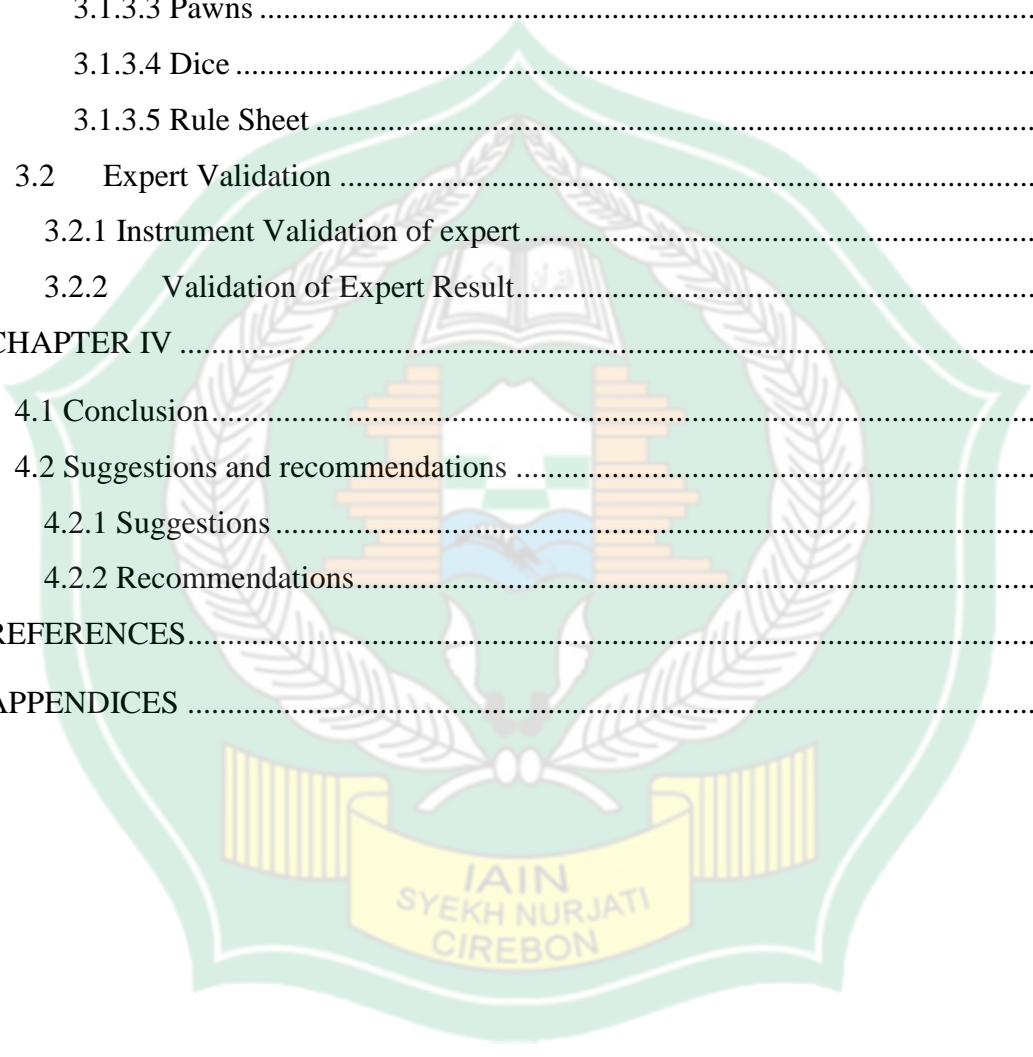 3.1.3.3 Pawns ........................................................................................................
3.1.3.4 Dice ...........................................................................................................
3.1.3.5 Rule Sheet .................................................................................................
3.2 Expert Validation ..............................................................................................
3.2.1 Instrument Validation of expert .....................................................................
3.2.2 Validation of Expert Result............................................................................
CHAPTER IV .........................................................................................................
4.1 Conclusion........................................................................................................
4.2 Suggestions and recommendations ..................................................................
4.2.1 Suggestions ...................................................................................................
4.2.2 Recommendations.........................................................................................
REFERENCES.......................................................................................................
APPENDICES .......................................................................................................
IAIN
SYEKH NURJATI
CIREBON